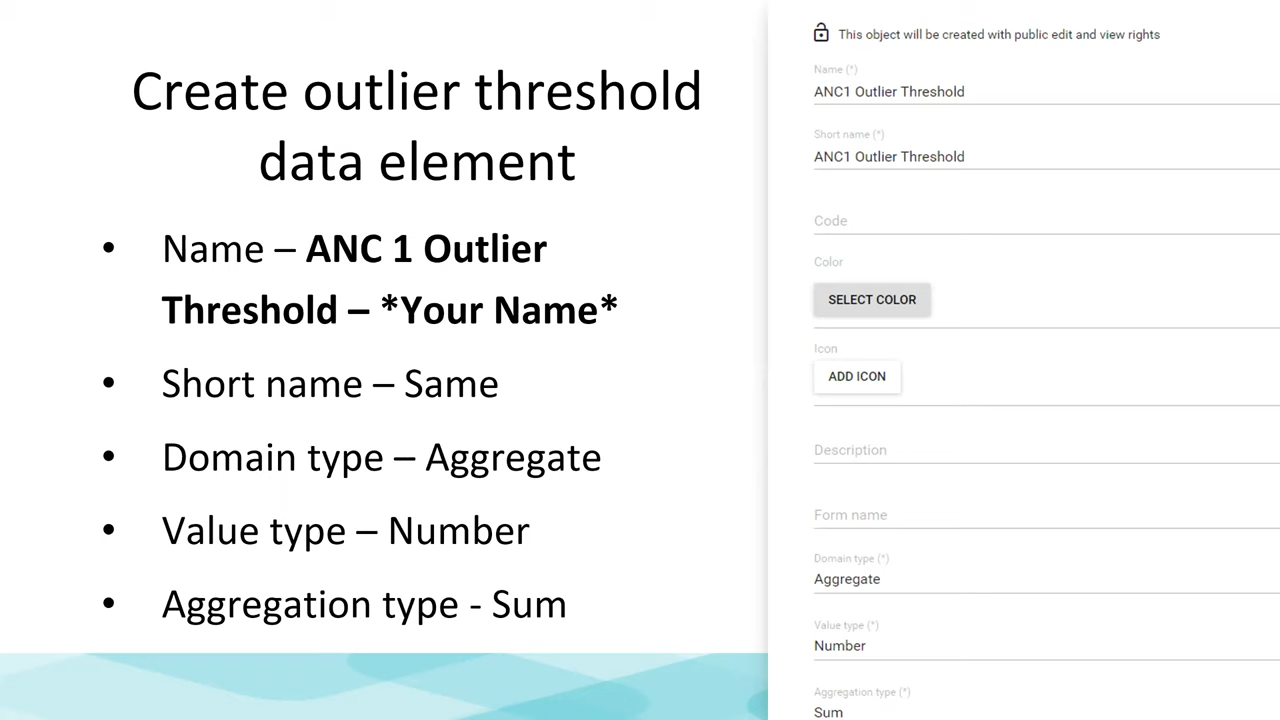 Create outlier threshold
data element
• Name – ANC 1 Outlier
Threshold – *Your Name*
• Short name – Same
• Domain type – Aggregate
• Value type – Number
• Aggregation type - Sum
This object will be created with public edit and view rights
Name (*)
ANC1 Outlier Threshold
Short name (*)
ANC1 Outlier Threshold
Code
Color
SELECT COLOR
Icon
ADD ICON
Description
Form name
Domain type (*)
Aggregate
Value type (*)
Number
Aggregation type (*)
Sum